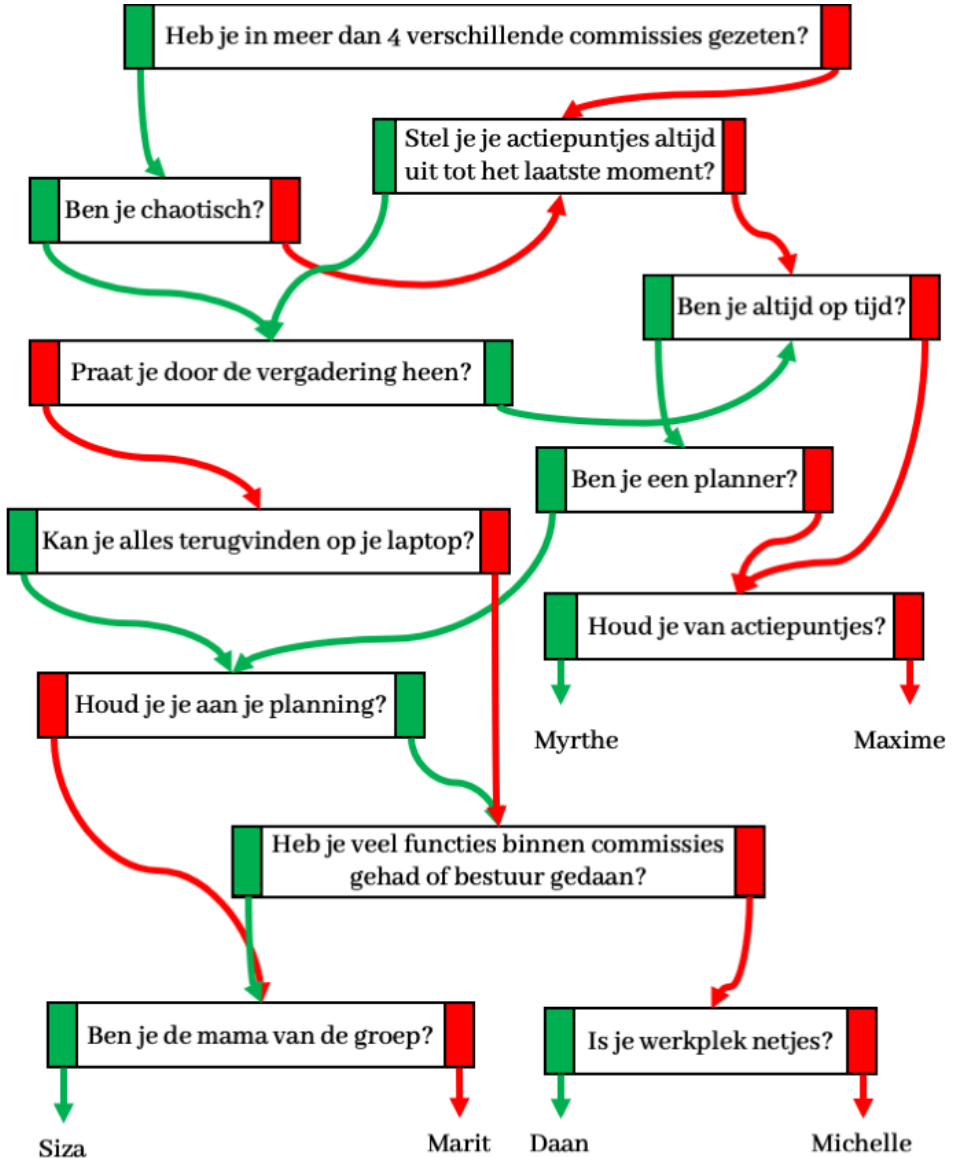 Heb je in meer dan 4 verschillende commissies gezeten?
Stel je je actiepuntjes altijd
uit tot het laatste moment?
Ben je chaotisch?
Ben je altijd op tijd?
Praat je door de vergadering heen?
Ben je een planner?
Kan je alles terugvinden op je laptop?
Houd je van actiepuntjes?
Houd je je aan je planning?
Myrthe
Maxime
Heb je veel functies binnen commissies
gehad of bestuur gedaan?
Ben je de mama van de groep?
Is je werkplek netjes?
Siza
Marit
Daan
Michelle